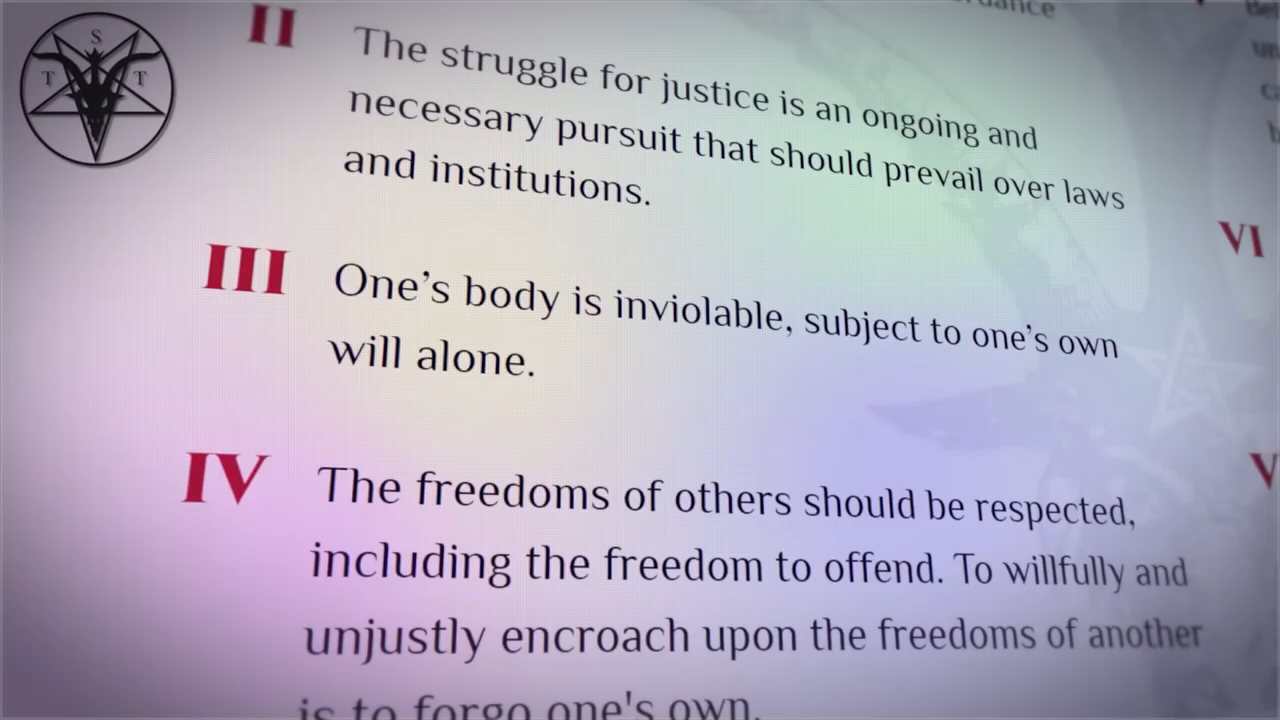 S
T T
II
The struggle for justice is an ongoing and
necessary pursuit that should prevail over laws
and institutions.
III
One’s body is inviolable, subject to one’s own
will alone.
IV
The freedoms of others should be respected,
including the freedom to offend. To willfully and
unjustly encroach upon the freedoms of another
is to forgo one's own.
VI